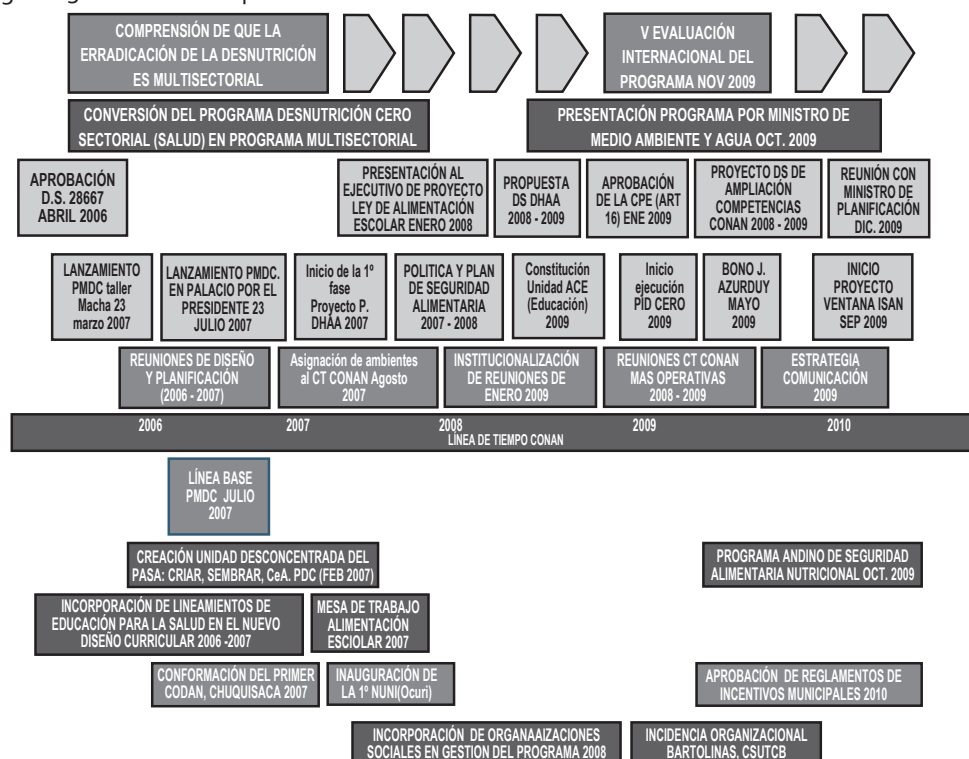 COMPRENSIÓN DE QUE LA
ERRADICACIÓN DE LA DESNUTRICIÓN
ES MULTISECTORIAL
V EVALUACIÓN
INTERNACIONAL DEL
PROGRAMA NOV 2009
CONVERSIÓN DEL PROGRAMA DESNUTRICIÓN CERO
SECTORIAL (SALUD) EN PROGRAMA MULTISECTORIAL
PRESENTACIÓN PROGRAMA POR MINISTRO DE
MEDIO AMBIENTE Y AGUA OCT. 2009
APROBACIÓN
D.S. 28667
ABRIL 2006
PRESENTACIÓN AL
EJECUTIVO DE PROYECTO
LEY DE ALIMENTACIÓN
ESCOLAR ENERO 2008
PROPUESTA
DS DHAA
2008 - 2009
APROBACIÓN
DE LA CPE (ART
16) ENE 2009
PROYECTO DS DE
AMPLIACIÓN
COMPETENCIAS
CONAN 2008 - 2009
REUNIÓN CON
MINISTRO DE
PLANIFICACIÓN
DIC. 2009
LANZAMIENTO
PMDC taller
Macha 23
marzo 2007
LANZAMIENTO PMDC.
EN PALACIO POR EL
PRESIDENTE 23
JULIO 2007
Inicio de la 1º
fase
Proyecto P.
DHAA 2007
POLITICA Y PLAN
DE SEGURIDAD
ALIMENTARIA
2007 - 2008
Constitución
Unidad ACE
(Educación)
2009
Inicio
ejecución
PID CERO
2009
BONO J.
AZURDUY
MAYO
2009
INICIO
PROYECTO
VENTANA ISAN
SEP 2009
REUNIONES DE DISEÑO
Y PLANIFICACIÓN
(2006 - 2007)
Asignación de ambientes
al CT CONAN Agosto
2007
INSTITUCIONALIZACIÓN
DE REUNIONES DE
ENERO 2009
REUNIONES CT CONAN
MAS OPERATIVAS
2008 - 2009
ESTRATEGIA
COMUNICACIÓN
2009
2006 2007 2008 2009 2010
LÍNEA DE TIEMPO CONAN
LÍNEA BASE
PMDC JULIO
2007
CREACIÓN UNIDAD DESCONCENTRADA DEL
PASA: CRIAR, SEMBRAR, CeA. PDC (FEB 2007)
PROGRAMA ANDINO DE SEGURIDAD
ALIMENTARIA NUTRICIONAL OCT. 2009
INCORPORACIÓN DE LINEAMIENTOS DE
EDUCACIÓN PARA LA SALUD EN EL NUEVO
DISEÑO CURRICULAR 2006 -2007
MESA DE TRABAJO
ALIMENTACIÓN
ESCIOLAR 2007
CONFORMACIÓN DEL PRIMER
CODAN, CHUQUISACA 2007
INAUGURACIÓN DE
LA 1º NUNI(Ocuri)
APROBACIÓN DE REGLAMENTOS DE
INCENTIVOS MUNICIPALES 2010
INCORPORACIÓN DE ORGANAAIZACIONES
SOCIALES EN GESTION DEL PROGRAMA 2008
INCIDENCIA ORGANIZACIONAL
BARTOLINAS, CSUTCB